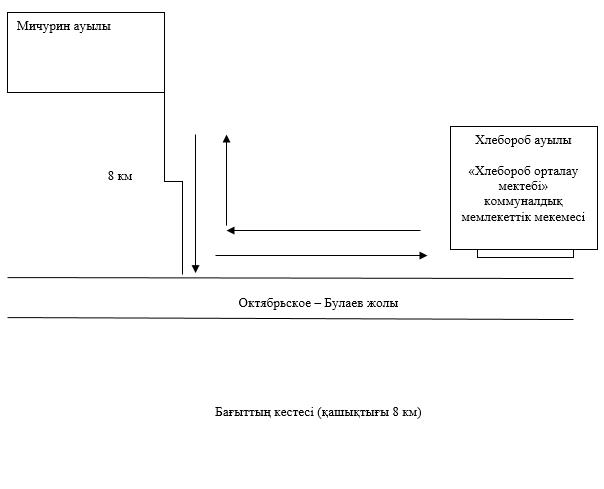 Мичурин ауылы
Хлебороб ауылы
«Хлебороб орталау
мектебі»
коммуналдық
мемлекеттік мекемесі
8 км
Октябрьское – Булаев жолы
Бағыттың кестесі (қашықтығы 8 км)